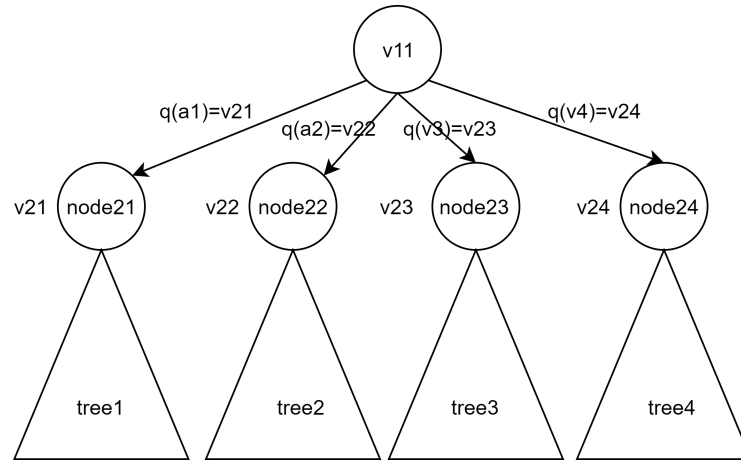 v11
q(a1)=v21
q(a2)=v22
q(v3)=v23
q(v4)=v24
v21
node21
v22
node22
v23
node23
v24
node24
tree1
tree2
tree3
tree4